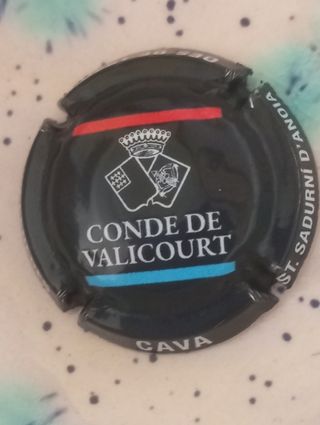 CONDE DE
VALICOURT
CAVA
ST. SADURNÍ D'ANOIA